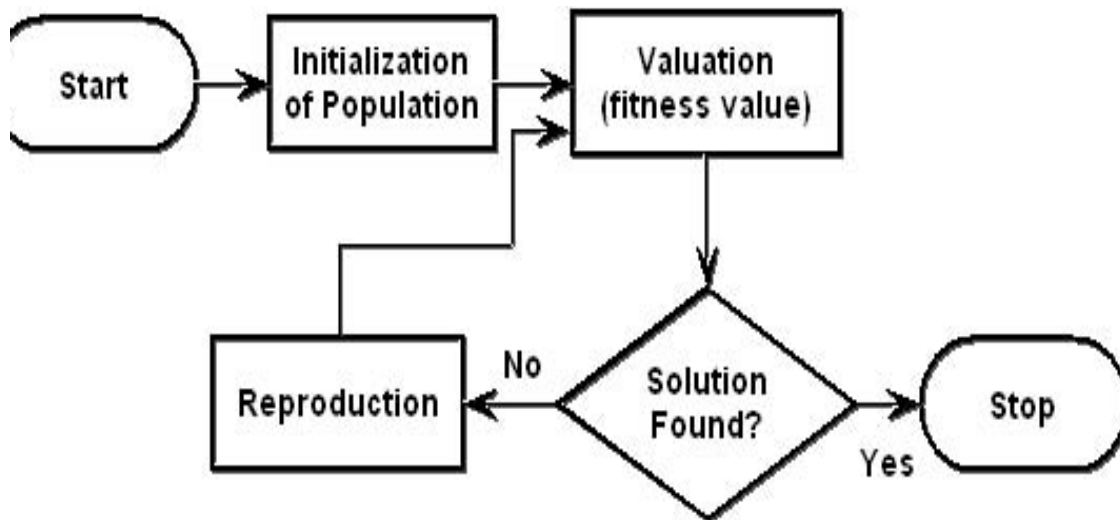 Start
Initialization
of Population
Valuation
(fitness value)
No
Reproduction
Solution
Found?
Yes
Stop